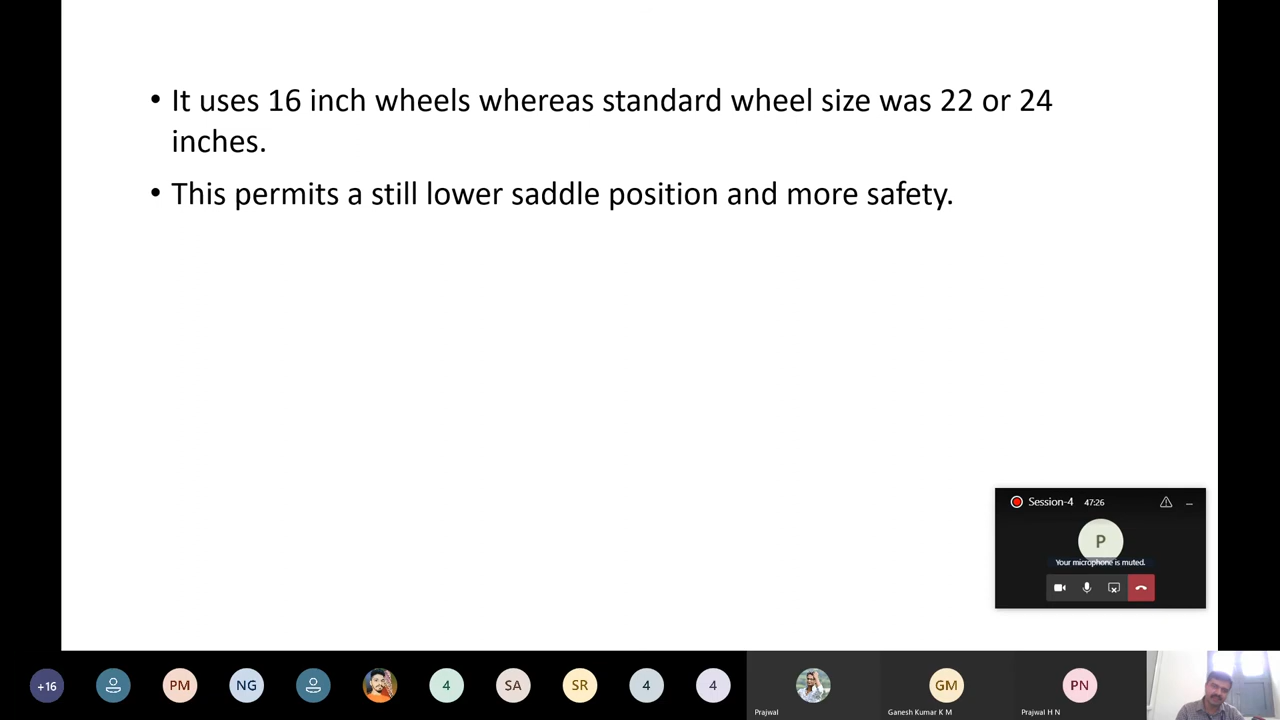 • It uses 16 inch wheels whereas standard wheel size was 22 or 24
inches.
• This permits a still lower saddle position and more safety.
Session-4 47:26
P
Your microphone is muted.
+16 PM NG 4 SA SR 4 4 GM PN
Prajwal Ganesh Kumar K M Prajwal H N